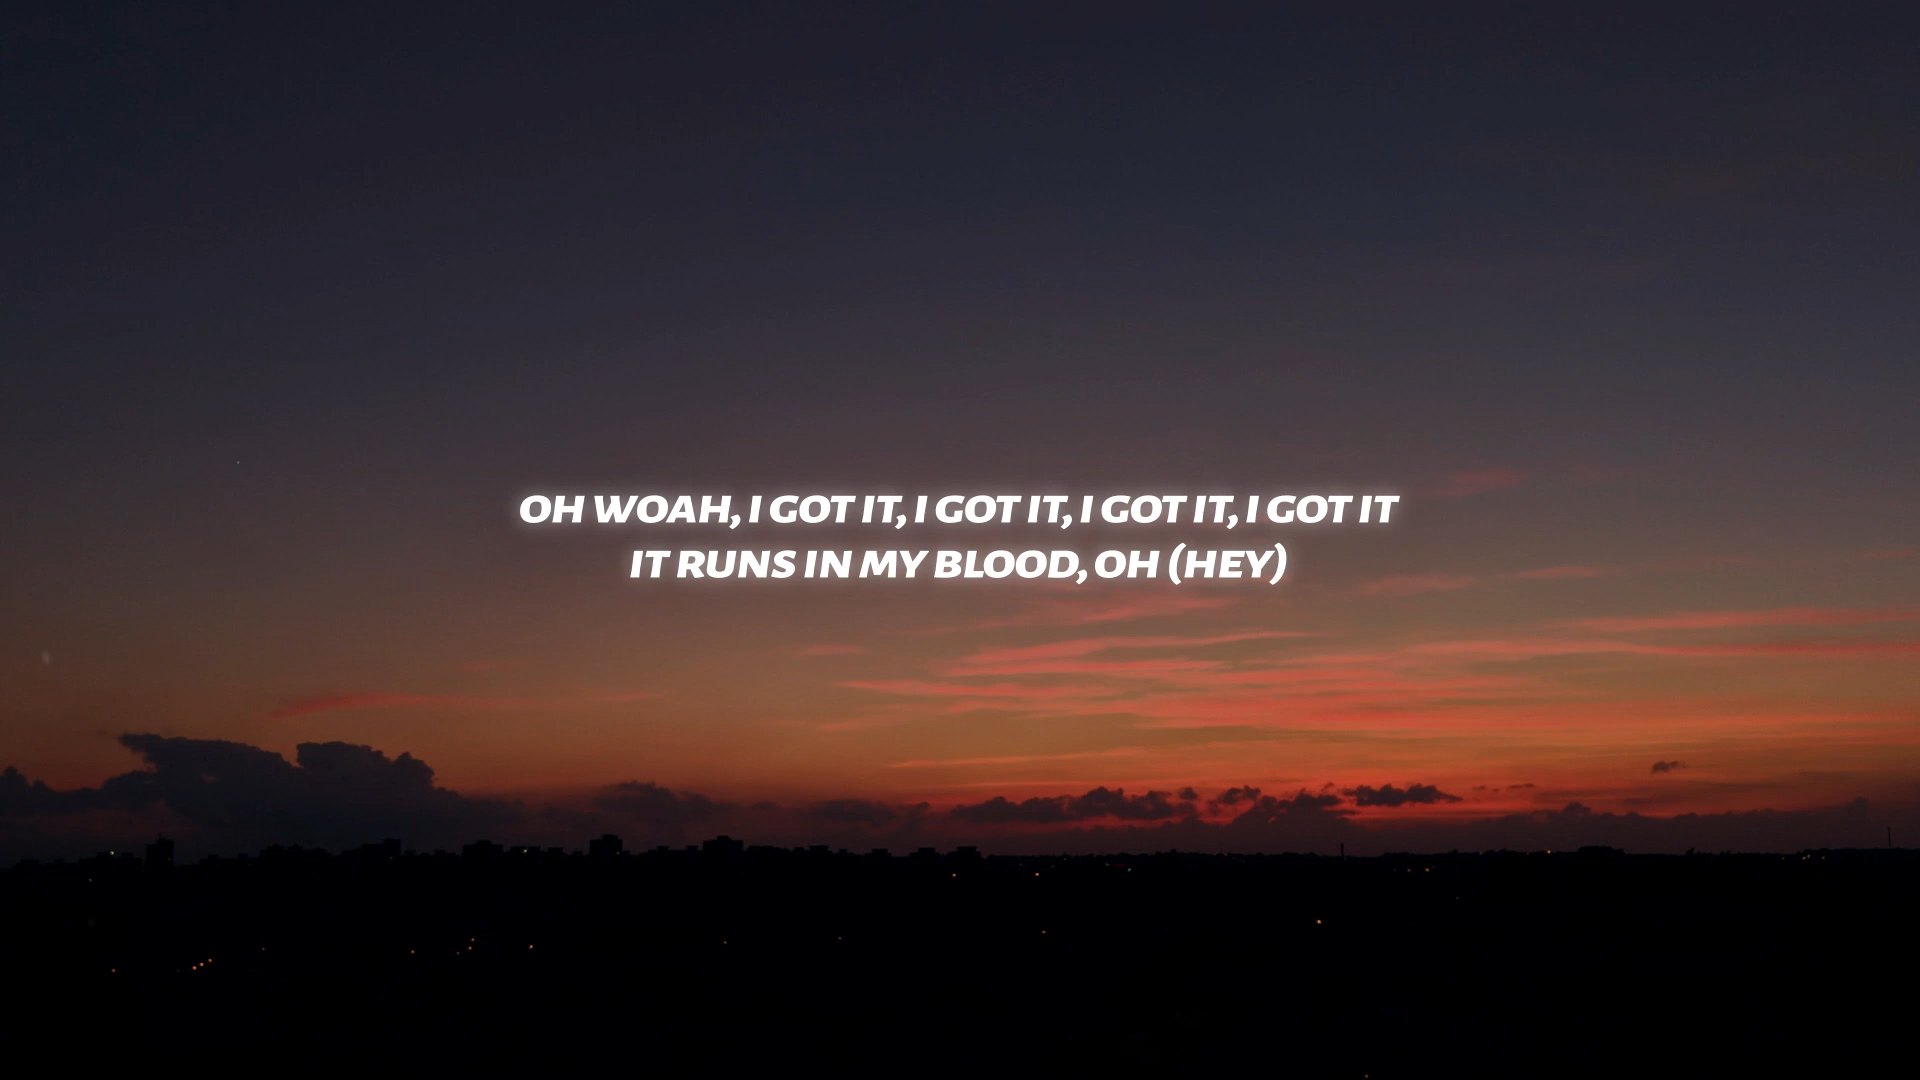 OH WOAH, I GOT IT, I GOT IT, I GOT IT, I GOT IT
IT RUNS IN MY BLOOD, OH (HEY)